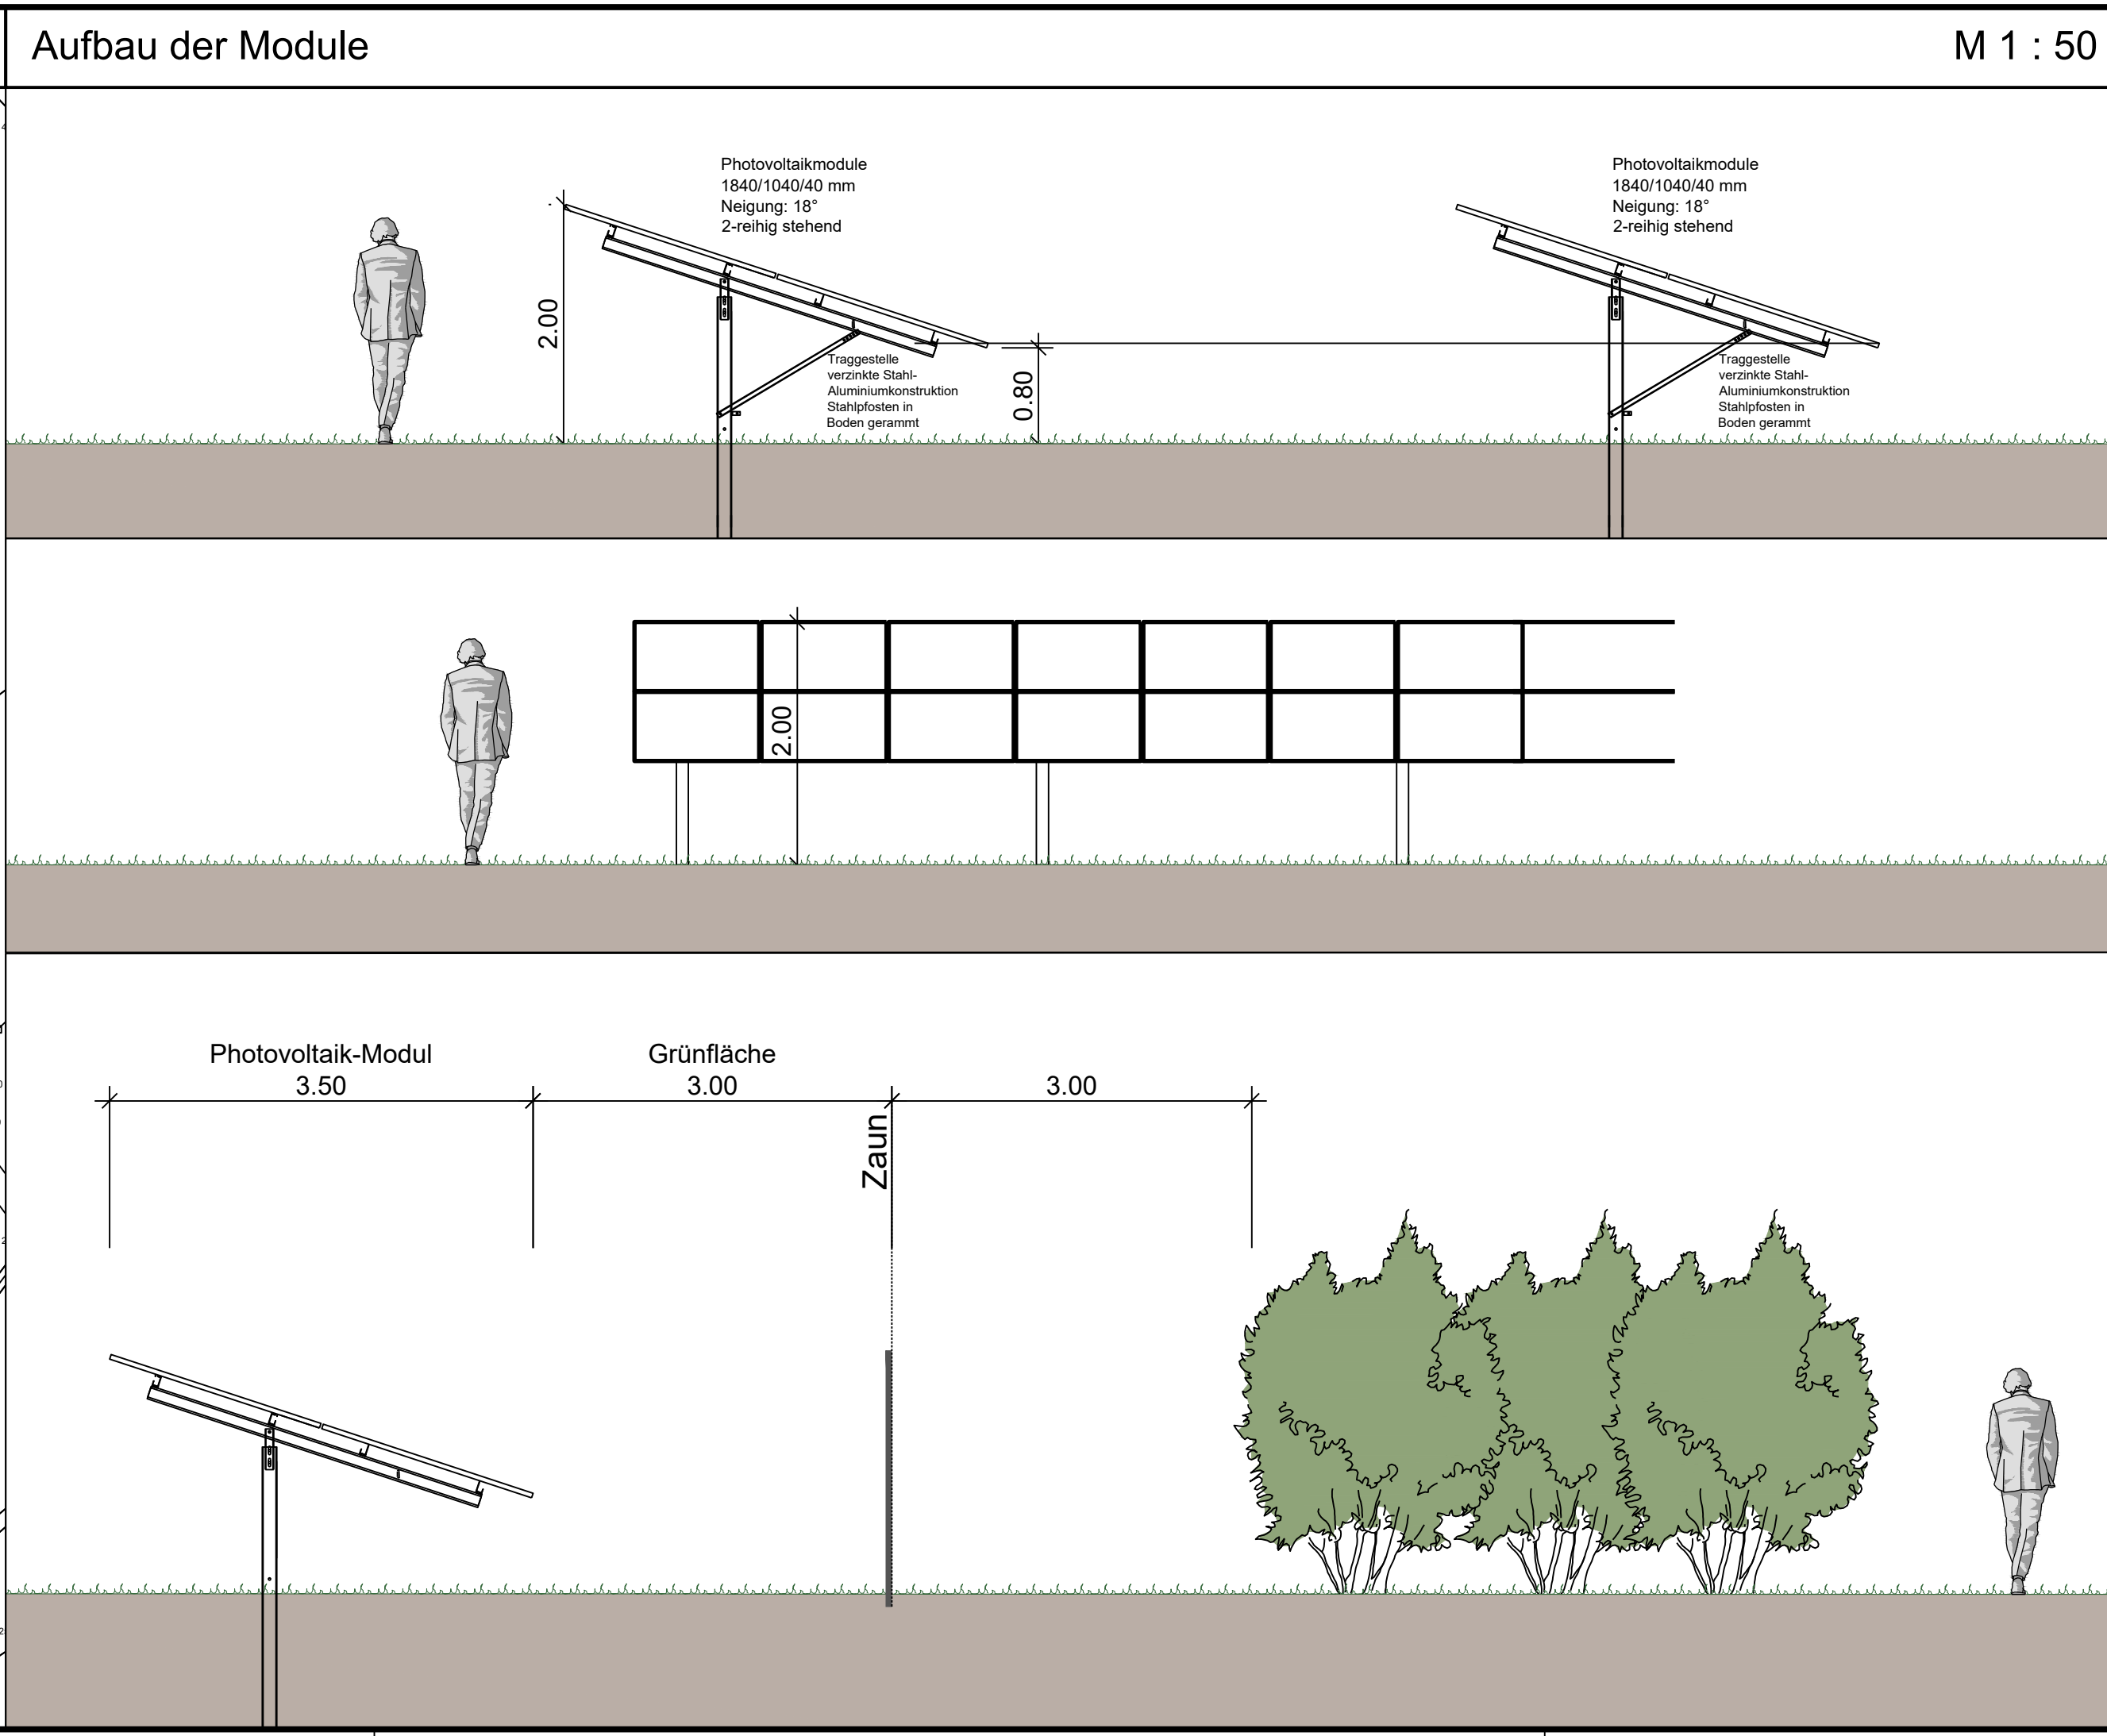 Aufbau der Module
M 1 : 50
Photovoltaikmodule
1840/1040/40 mm
Neigung: 18°
2-reihig stehend
Photovoltaikmodule
1840/1040/40 mm
Neigung: 18°
2-reihig stehend
2.00
Traggestelle
verzinkte Stahl-
Aluminiumkonstruktion
Stahlpfosten in
Boden gerammt
0.80
Traggestelle
verzinkte Stahl-
Aluminiumkonstruktion
Stahlpfosten in
Boden gerammt
2.00
Photovoltaik-Modul
3.50
Grünfläche
3.00
3.00
Zaun